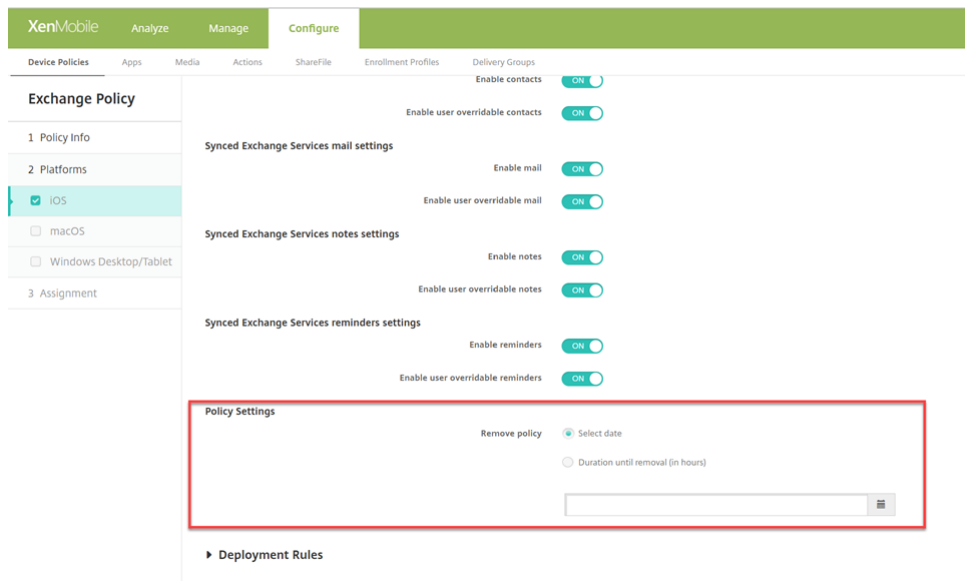 XenMobile Analyze Manage Configure
Device Policies Apps Media Actions ShareFile Enrollment Profiles Delivery Groups
Exchange Policy
1 Policy Info
2 Platforms
iOS
macOS
Windows Desktop/Tablet
3 Assignment
Enable contacts ON
Enable user overridable contacts ON
Synced Exchange Services mail settings
Enable mail ON
Enable user overridable mail ON
Synced Exchange Services notes settings
Enable notes ON
Enable user overridable notes ON
Synced Exchange Services reminders settings
Enable reminders ON
Enable user overridable reminders ON
Policy Settings
Remove policy Select date
Duration until removal (in hours)
Deployment Rules